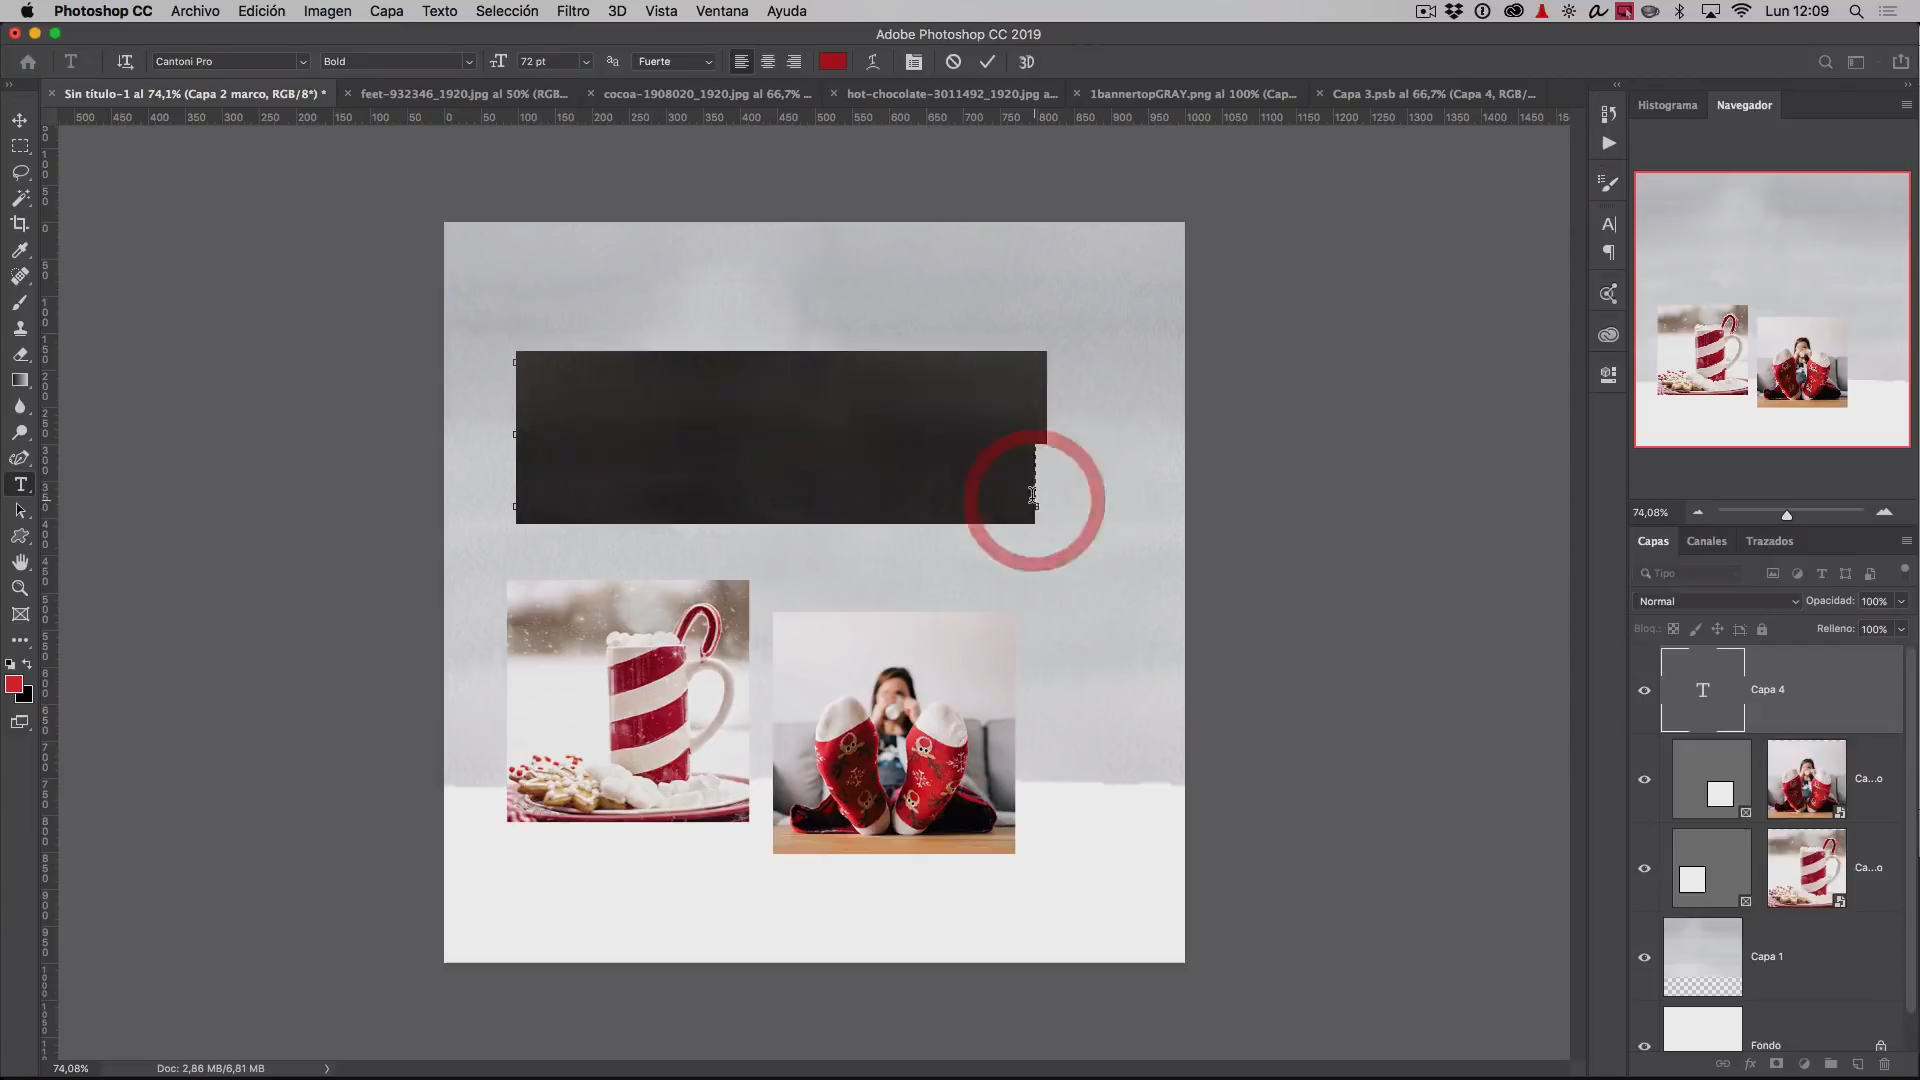 Photoshop CC Archivo Edición Imagen Capa Texto Selección Filtro 3D Vista Ventana Ayuda Lun 12:09
Adobe Photoshop CC 2019
Cantoni Pro Bold 72 pt Fuerte 3D
Sin título-1 al 74,1% (Capa 2 marco, RGB/8*) * feet-932346_1920.jpg al 50% (RGB... cocoa-1908020_1920.jpg al 66,7% ... hot-chocolate-3011492_1920.jpg a... 1bannertopGRAY.png al 100% (Cap... Capa 3.psb al 66,7% (Capa 4, RGB/...
500 450 400 350 300 250 200 150 100 50 0 50 100 150 200 250 300 350 400 450 500 550 600 650 700 750 800 850 900 950 1000 1050 1100 1150 1200 1250 1300 1350 1400 1450 1500
Histograma Navegador
74,08%
Capas Canales Trazados
Tipo
Normal Opacidad: 100%
Bloq.: Relleno: 100%
T Capa 4
Ca...o
Ca...o
Capa 1
Fondo
74,08% Doc: 2,86 MB/6,81 MB